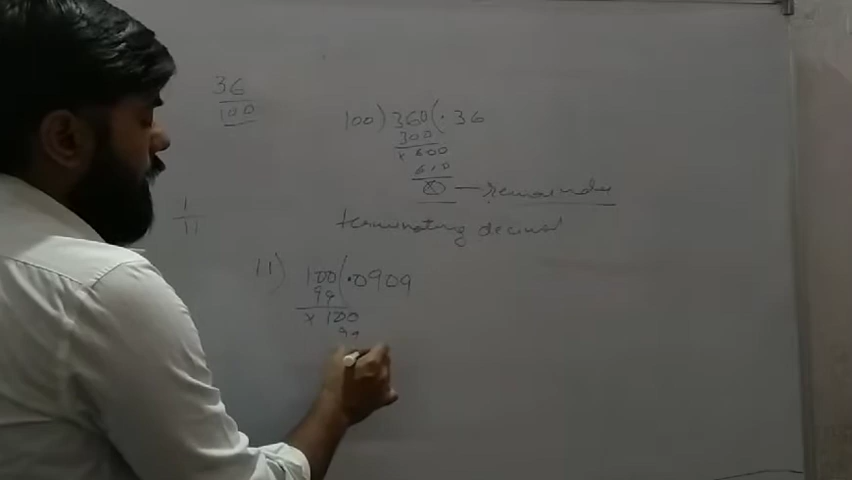 36
100
100 ) 360 ( . 36
300
x 600
600
0 — remainder
terminating decimal
1
11
11 ) 100 ( . 0909
99
x 100
99